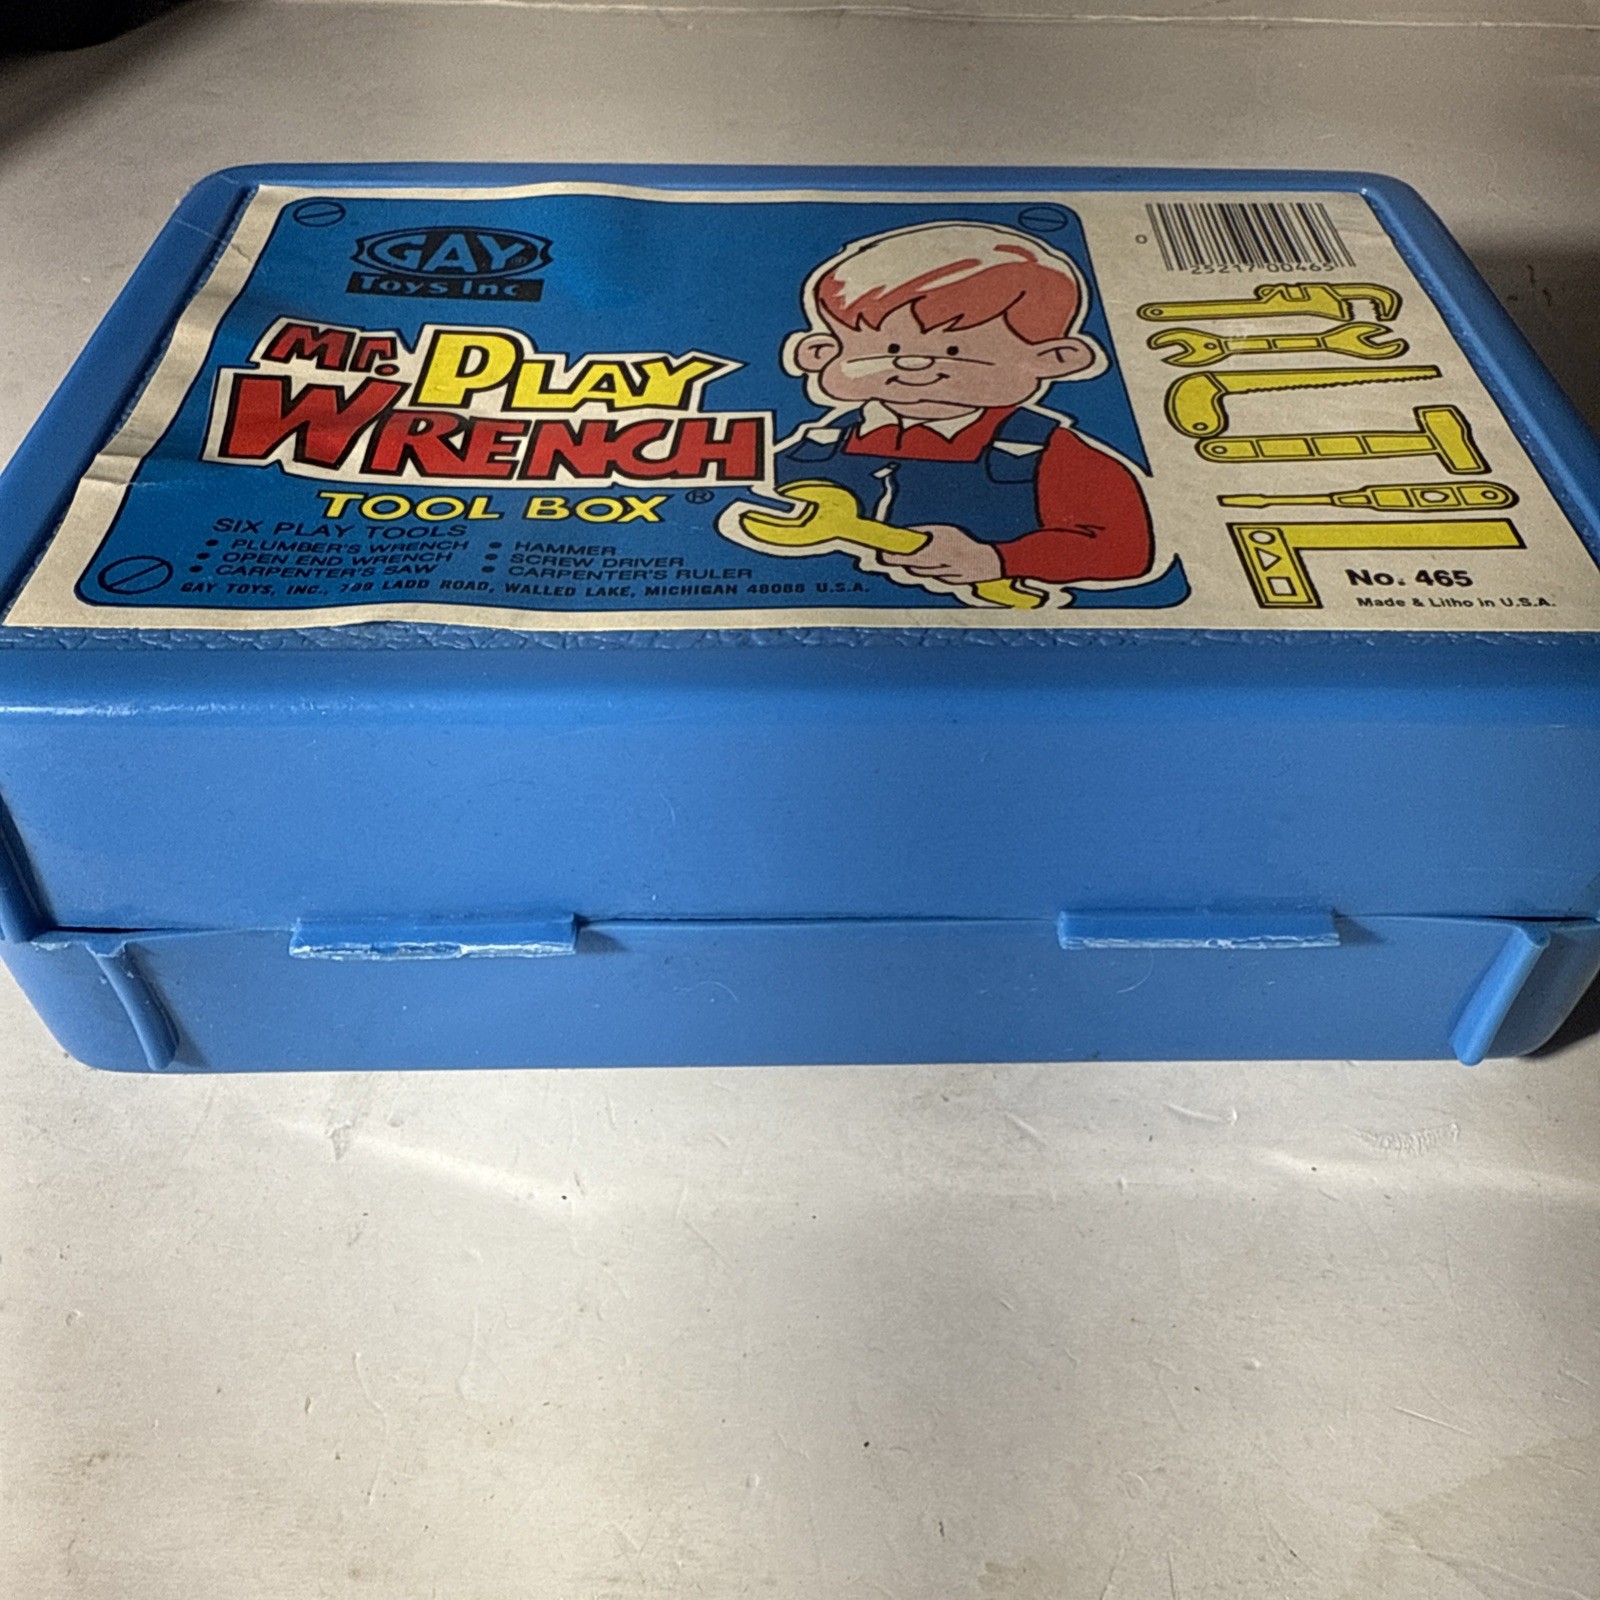 GAY®
Toys Inc
Mr. PLAY
WRENCH
TOOL BOX®
SIX PLAY TOOLS
• PLUMBER'S WRENCH • HAMMER
• OPEN END WRENCH • SCREW DRIVER
• CARPENTER'S SAW • CARPENTER'S RULER
GAY TOYS, INC., 799 LADD ROAD, WALLED LAKE, MICHIGAN 48088 U.S.A.
0 25217 00465
No. 465
Made & Litho in U.S.A.